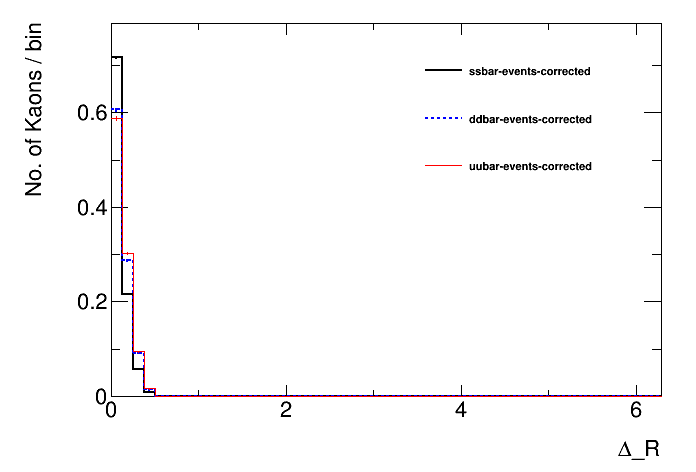 No. of Kaons / bin
0.6
0.4
0.2
0
0 2 4 6
Δ_R
ssbar-events-corrected
ddbar-events-corrected
uubar-events-corrected